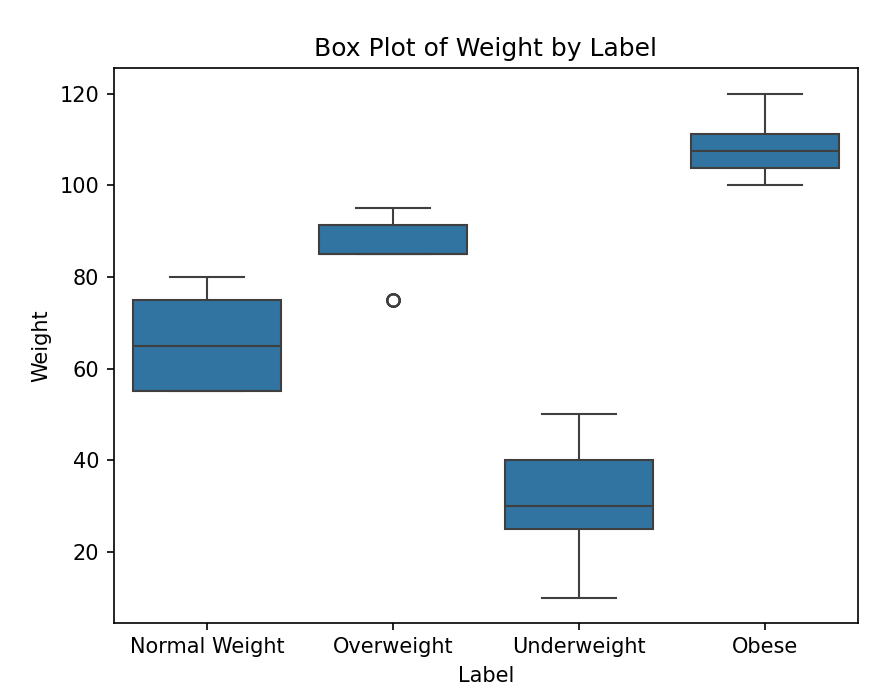 Box Plot of Weight by Label
120
100
80
60
40
20
Weight
Normal Weight
Overweight
Underweight
Obese
Label